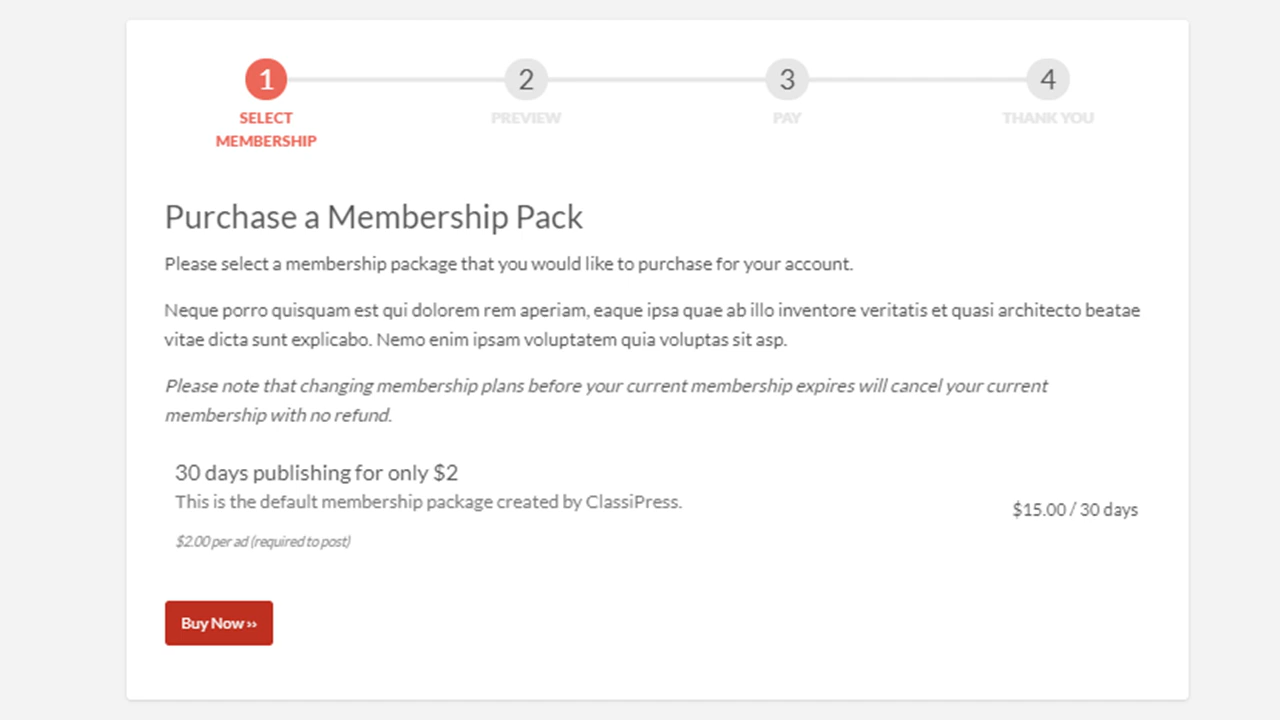 1 2 3 4
SELECT MEMBERSHIP
PREVIEW
PAY
THANK YOU
Purchase a Membership Pack
Please select a membership package that you would like to purchase for your account.
Neque porro quisquam est qui dolorem rem aperiam, eaque ipsa quae ab illo inventore veritatis et quasi architecto beatae
vitae dicta sunt explicabo. Nemo enim ipsam voluptatem quia voluptas sit asp.
Please note that changing membership plans before your current membership expires will cancel your current
membership with no refund.
30 days publishing for only $2
This is the default membership package created by ClassiPress.
$15.00 / 30 days
$2.00 per ad (required to post)
Buy Now ››